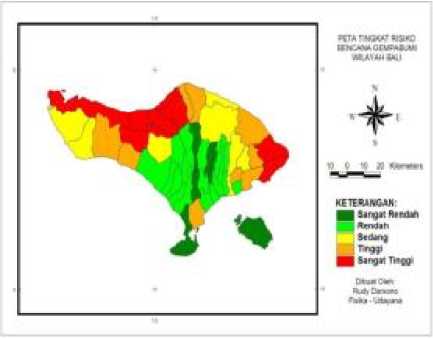 PETA TINGKAT RISIKO
BENCANA GEMPABUMI
WILAYAH BALI
N
W E
S
10 0 10 20 Kilometers
KETERANGAN:
Sangat Rendah
Rendah
Sedang
Tinggi
Sangat Tinggi
Dibuat Oleh:
Rudy Darsono
Fisika - Udayana